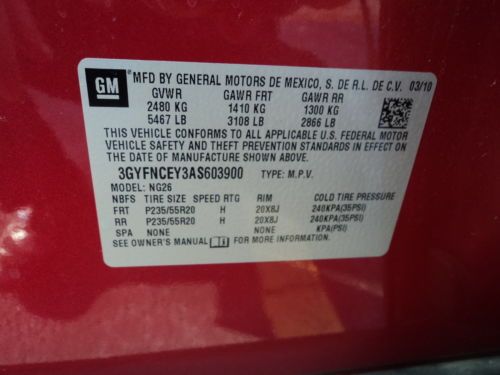 GM
MFD BY GENERAL MOTORS DE MEXICO, S. DE R.L. DE C.V. 03/10
GVWR GAWR FRT GAWR RR
2480 KG 1410 KG 1300 KG
5467 LB 3108 LB 2866 LB
THIS VEHICLE CONFORMS TO ALL APPLICABLE U.S. FEDERAL MOTOR
VEHICLE SAFETY AND THEFT PREVENTION STANDARDS IN EFFECT ON
THE DATE OF MANUFACTURE SHOWN ABOVE.
3GYFNCEY3AS603900 TYPE: M.P.V.
MODEL: NG26
NBFS TIRE SIZE SPEED RTG RIM COLD TIRE PRESSURE
FRT P235/55R20 H 20X8J 240KPA(35PSI)
RR P235/55R20 H 20X8J 240KPA(35PSI)
SPA NONE NONE KPA(PSI)
SEE OWNER'S MANUAL FOR MORE INFORMATION.